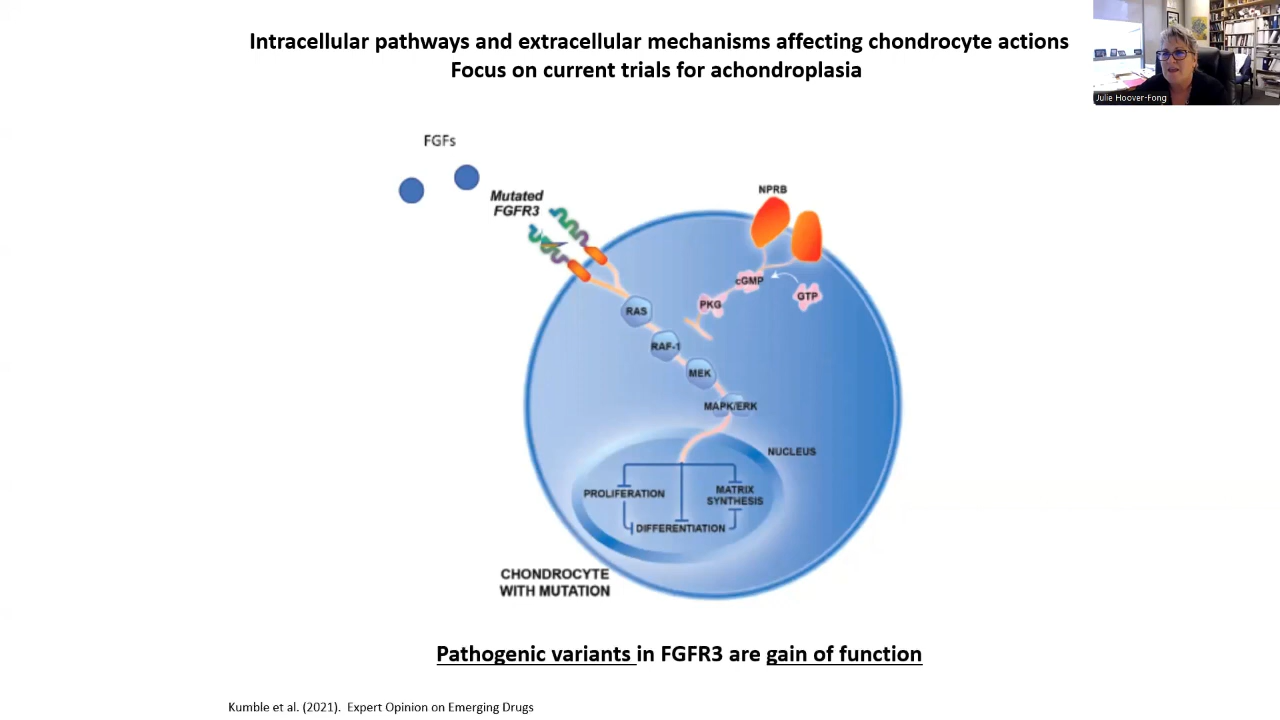 Intracellular pathways and extracellular mechanisms affecting chondrocyte actions
Focus on current trials for achondroplasia
Julie Hoover-Fong
FGFs
Mutated
FGFR3
NPRB
cGMP
GTP
PKG
RAS
RAF-1
MEK
MAPK/ERK
NUCLEUS
PROLIFERATION
MATRIX
SYNTHESIS
DIFFERENTIATION
CHONDROCYTE
WITH MUTATION
Pathogenic variants in FGFR3 are gain of function
Kumble et al. (2021). Expert Opinion on Emerging Drugs